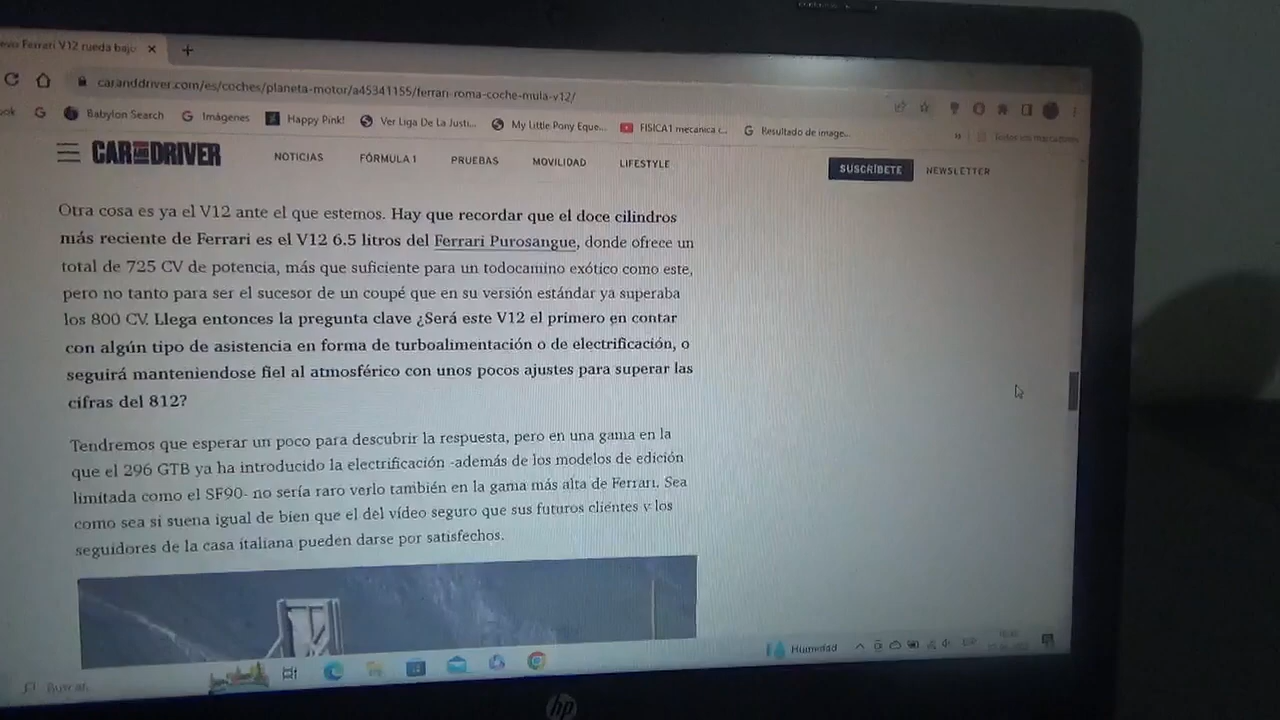 Ferrari V12 rueda bajo
caranddriver.com/es/coches/planeta-motor/a45341155/ferrari-roma-coche-mula-v12/
Babylon Search
Imágenes
Happy Pink!
Ver Liga De La Justi...
My Little Pony Eque...
FISICA1 mecánica (...
Resultado de image...
CAR AND DRIVER
NOTICIAS
FÓRMULA 1
PRUEBAS
MOVILIDAD
LIFESTYLE
SUSCRÍBETE
NEWSLETTER
Otra cosa es ya el V12 ante el que estemos. Hay que recordar que el doce cilindros
más reciente de Ferrari es el V12 6.5 litros del Ferrari Purosangue, donde ofrece un
total de 725 CV de potencia, más que suficiente para un todocamino exótico como este,
pero no tanto para ser el sucesor de un coupé que en su versión estándar ya superaba
los 800 CV. Llega entonces la pregunta clave ¿Será este V12 el primero en contar
con algún tipo de asistencia en forma de turboalimentación o de electrificación, o
seguirá manteniendose fiel al atmosférico con unos pocos ajustes para superar las
cifras del 812?
Tendremos que esperar un poco para descubrir la respuesta, pero en una gama en la
que el 296 GTB ya ha introducido la electrificación -además de los modelos de edición
limitada como el SF90- no sería raro verlo también en la gama más alta de Ferrari. Sea
como sea si suena igual de bien que el del vídeo seguro que sus futuros clientes y los
seguidores de la casa italiana pueden darse por satisfechos.
Humedad
Buscar
hp